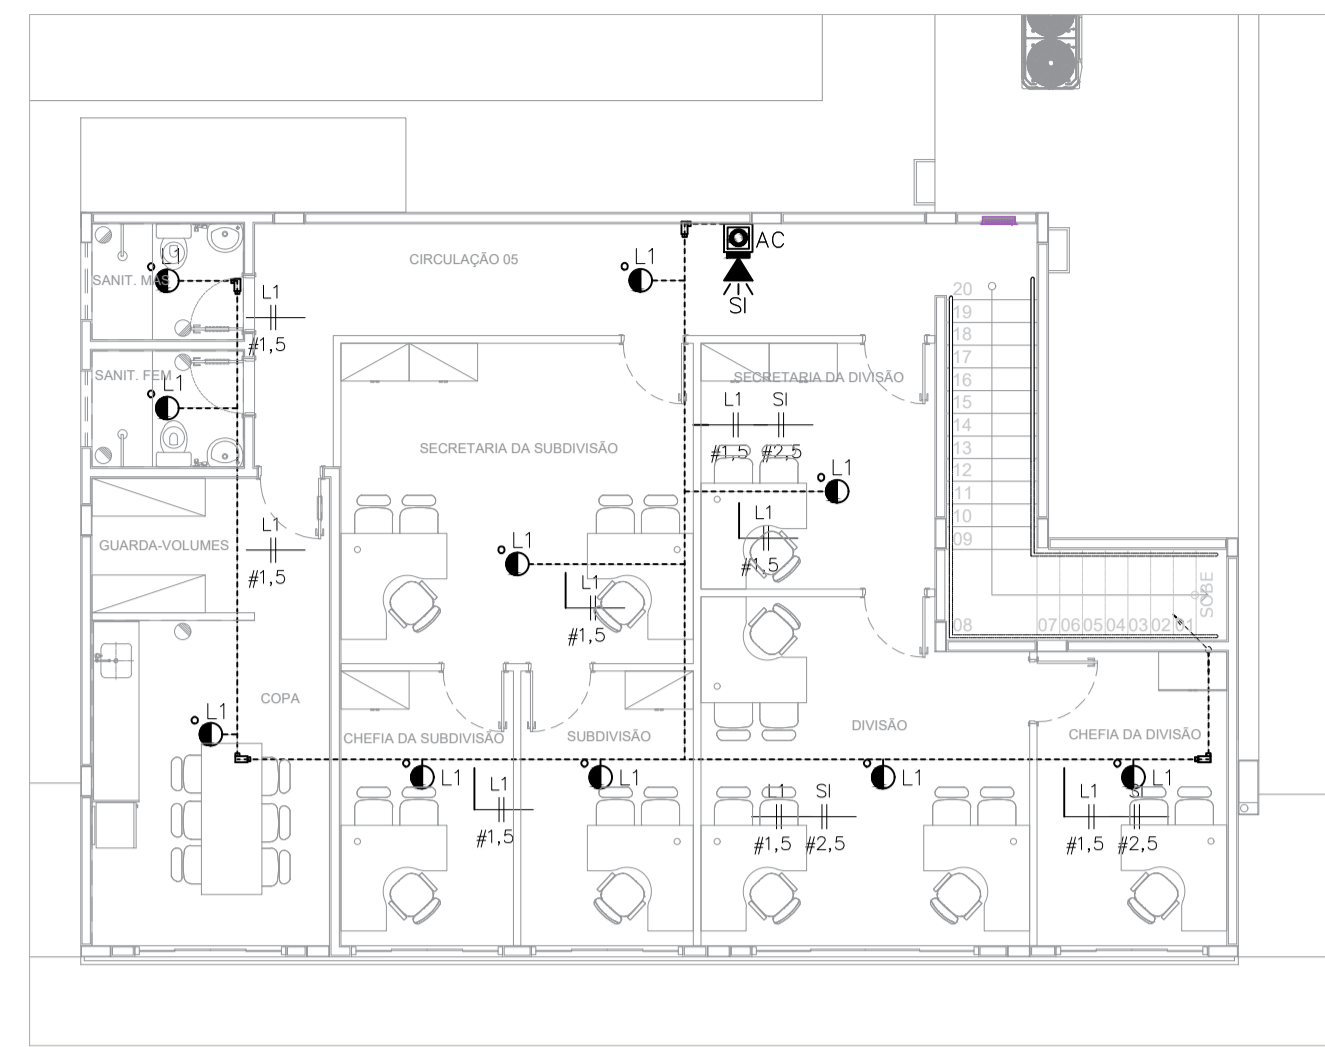 CIRCULAÇÃO 05
L1
AC
L1
SANIT. MAS
SI
20
L1
19
18
#1,5
17
SANIT. FEM
L1
SECRETARIA DA DIVISÃO
16
L1 SI
15
14
SECRETARIA DA SUBDIVISÃO
#1,5 #2,5
13
12
L1
11
L1
10
L1
L1
09
GUARDA-VOLUMES
#1,5
#1,5
L1
SOBE
#1,5
08
07 06 05 04 03 02 01
COPA
L1
CHEFIA DA SUBDIVISÃO
SUBDIVISÃO
DIVISÃO
CHEFIA DA DIVISÃO
L1
L1
L1
L1
L1
L1 SI
L1 SI
#1,5
#1,5 #2,5
#1,5 #2,5